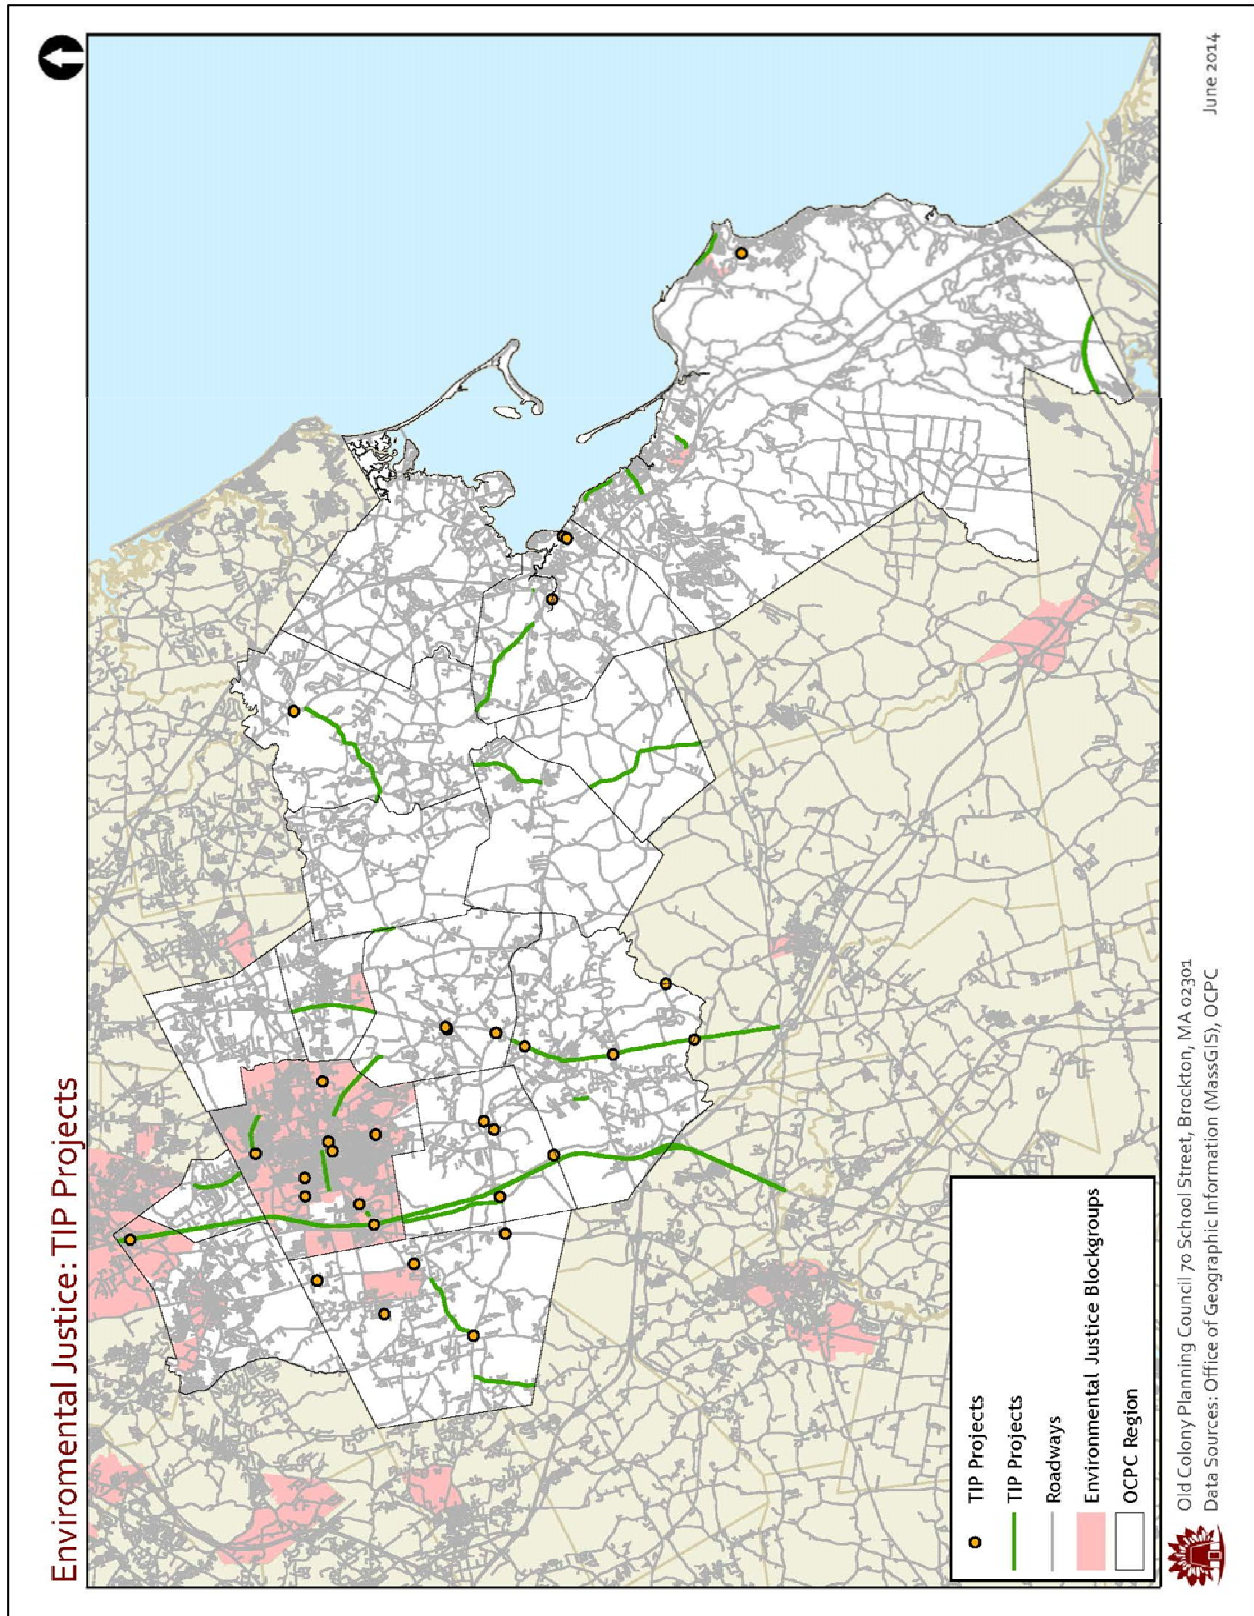 Enviromental Justice: TIP Projects
TIP Projects
TIP Projects
Roadways
Environmental Justice Blockgroups
OCPC Region
Old Colony Planning Council 70 School Street, Brockton, MA 02301
Data Sources: Office of Geographic Information (MassGIS), OCPC
June 2014